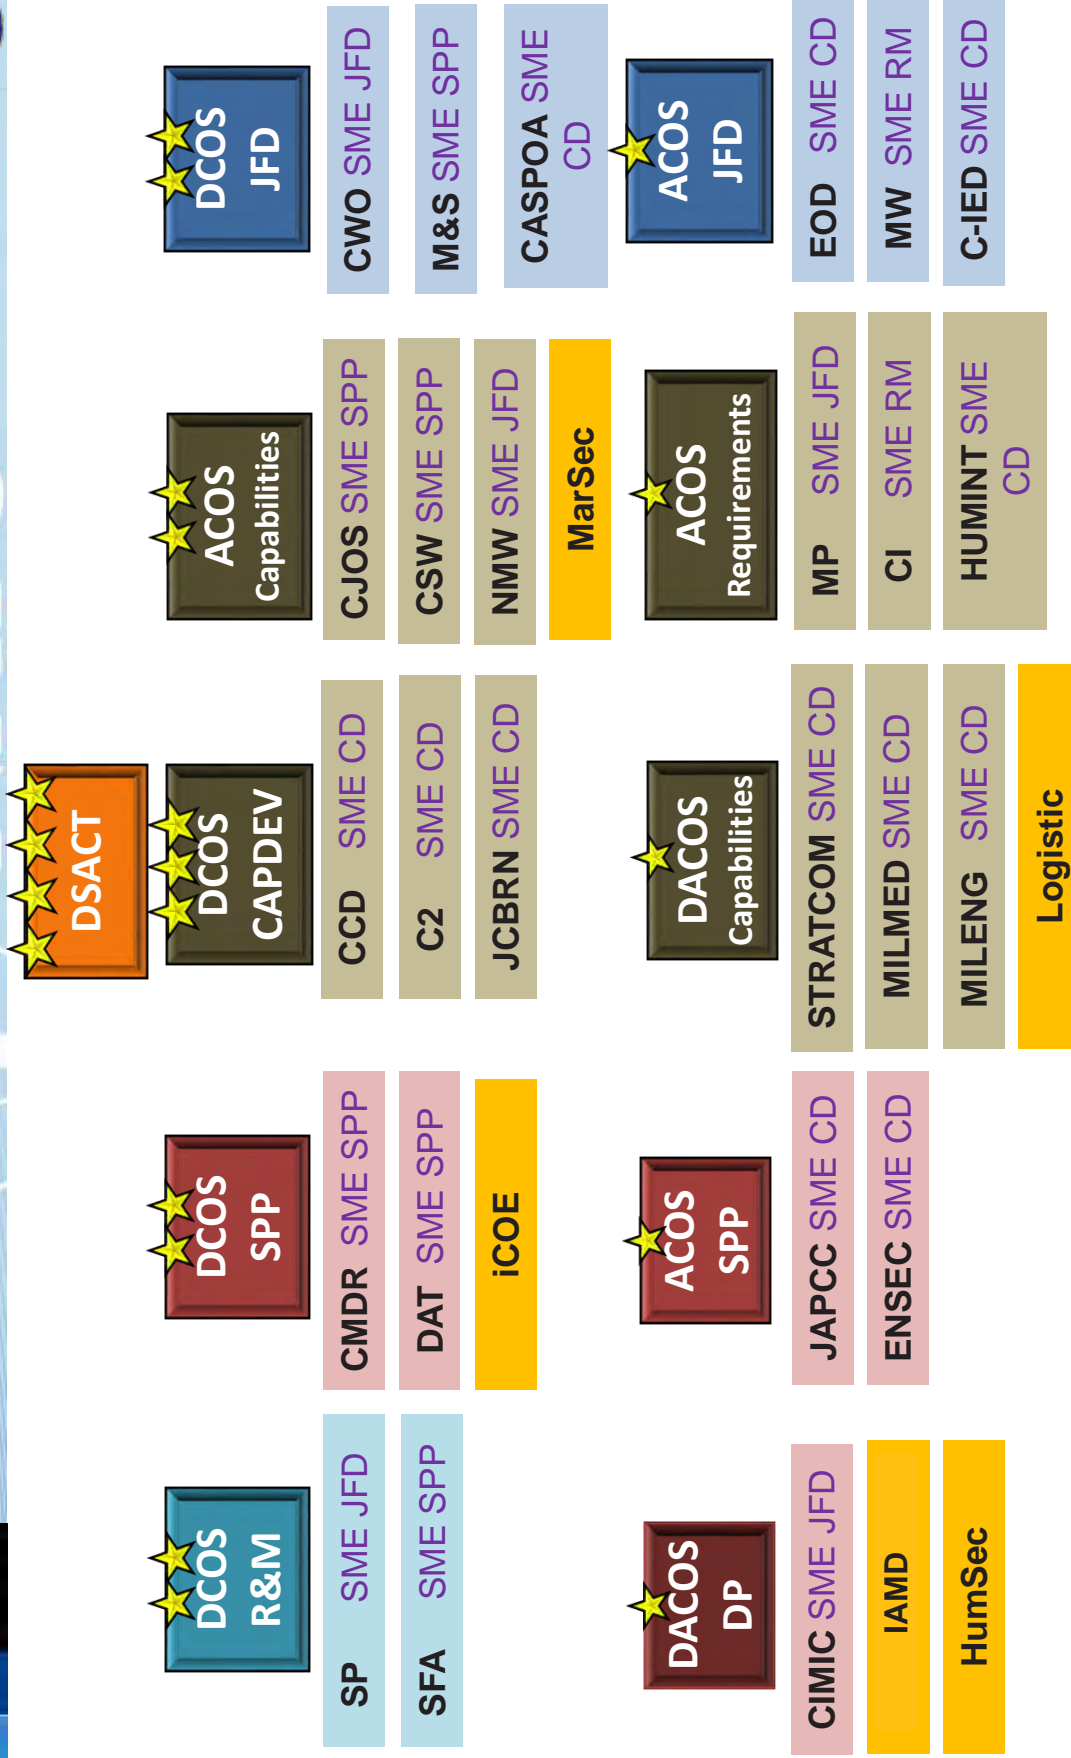 DSACT
DCOS
R&M
SP SME JFD
SFA SME SPP
DCOS
SPP
CMDR SME SPP
DAT SME SPP
iCOE
DCOS
CAPDEV
CCD SME CD
C2 SME CD
JCBRN SME CD
ACOS
Capabilities
CJOS SME SPP
CSW SME SPP
NMW SME JFD
MarSec
DCOS
JFD
CWO SME JFD
M&S SME SPP
CASPOA SME
CD
DACOS
DP
CIMIC SME JFD
IAMD
HumSec
ACOS
SPP
JAPCC SME CD
ENSEC SME CD
DACOS
Capabilities
STRATCOM SME CD
MILMED SME CD
MILENG SME CD
Logistic
ACOS
Requirements
MP SME JFD
CI SME RM
HUMINT SME
CD
ACOS
JFD
EOD SME CD
MW SME RM
C-IED SME CD